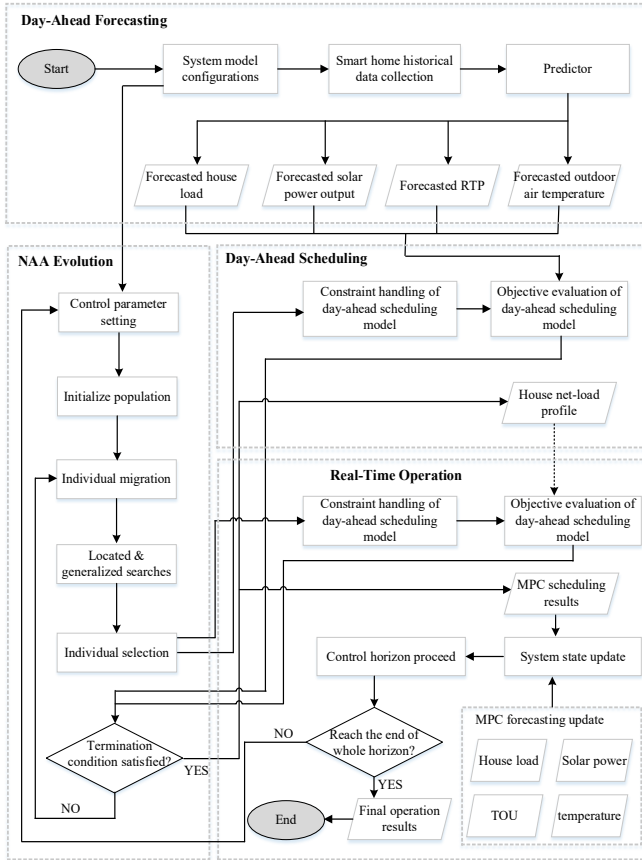 Day-Ahead Forecasting
Start
System model
configurations
Smart home historical
data collection
Predictor
Forecasted house
load
Forecasted solar
power output
Forecasted RTP
Forecasted outdoor
air temperature
NAA Evolution
Control parameter
setting
Initialize population
Individual migration
Located &
generalized searches
Individual selection
Termination
condition satisfied?
YES
NO
Day-Ahead Scheduling
Constraint handling of
day-ahead scheduling
model
Objective evaluation of
day-ahead scheduling
model
House net-load
profile
Real-Time Operation
Constraint handling of
day-ahead scheduling
model
Objective evaluation of
day-ahead scheduling
model
MPC scheduling
results
Control horizon proceed
System state update
NO
Reach the end of
whole horizon?
YES
End
Final operation
results
MPC forecasting update
House load
Solar power
TOU
temperature